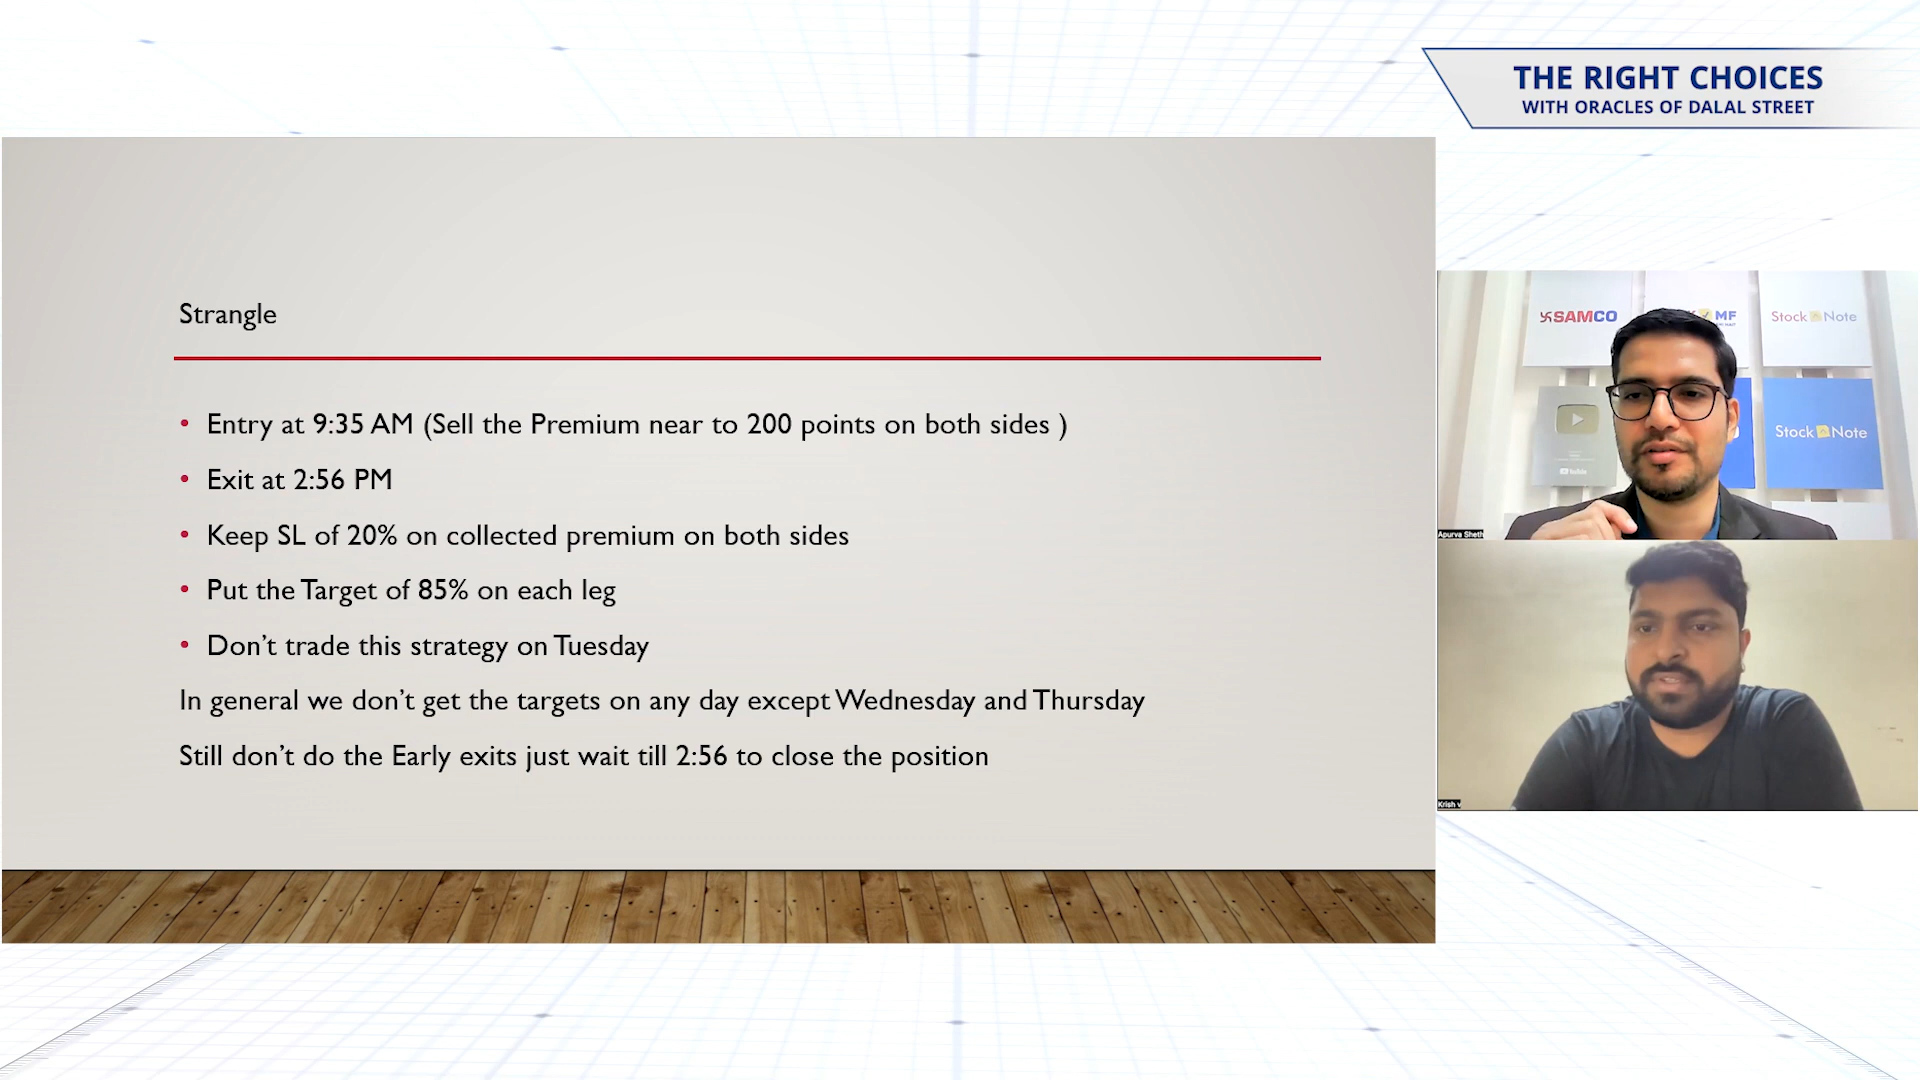 THE RIGHT CHOICES
WITH ORACLES OF DALAL STREET
Strangle
• Entry at 9:35 AM (Sell the Premium near to 200 points on both sides )
• Exit at 2:56 PM
• Keep SL of 20% on collected premium on both sides
• Put the Target of 85% on each leg
• Don't trade this strategy on Tuesday
In general we don't get the targets on any day except Wednesday and Thursday
Still don't do the Early exits just wait till 2:56 to close the position
SAMCO
MF
Stock Note
Stock Note
YouTube
Apurva Sheth
Krish v